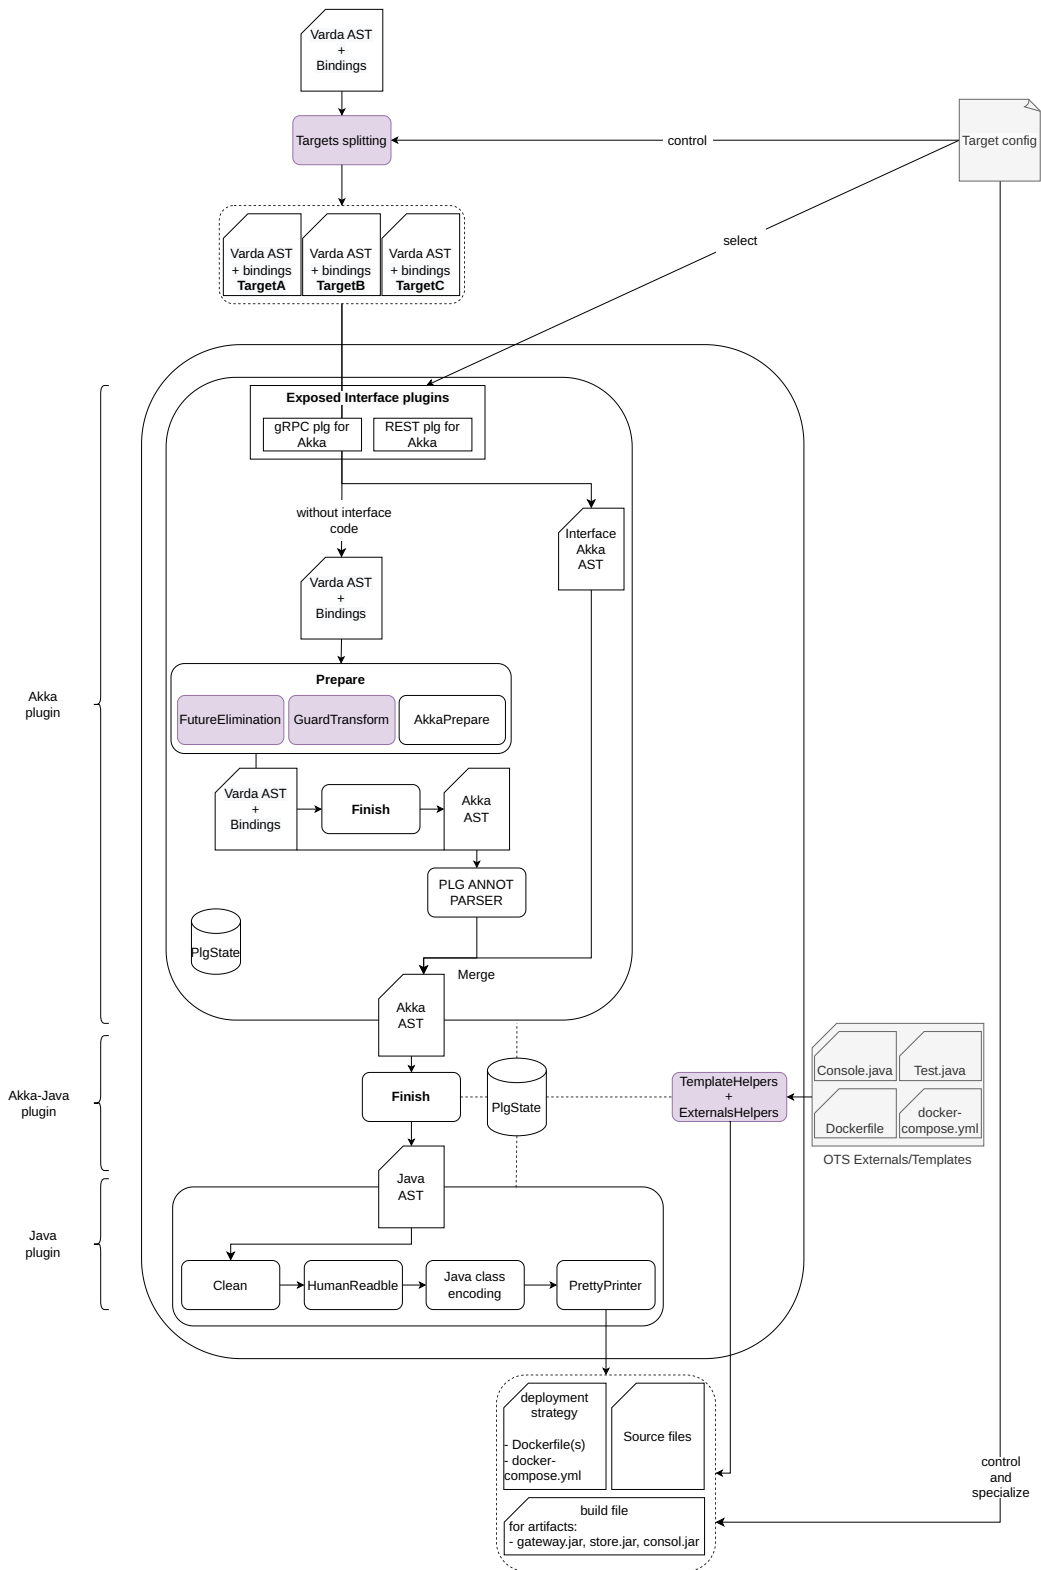 Varda AST
+
Bindings
Targets splitting
control
Target config
select
Varda AST
+ bindings
TargetA
Varda AST
+ bindings
TargetB
Varda AST
+ bindings
TargetC
Exposed Interface plugins
gRPC plg for
Akka
REST plg for
Akka
without interface
code
Interface
Akka
AST
Varda AST
+
Bindings
Akka
plugin
Prepare
FutureElimination
GuardTransform
AkkaPrepare
Varda AST
+
Bindings
Finish
Akka
AST
PLG ANNOT
PARSER
PlgState
Merge
Akka
AST
Akka-Java
plugin
Finish
PlgState
TemplateHelpers
+
ExternalsHelpers
Console.java
Test.java
Dockerfile
docker-
compose.yml
OTS Externals/Templates
Java
AST
Java
plugin
Clean
HumanReadble
Java class
encoding
PrettyPrinter
deployment
strategy
- Dockerfile(s)
- docker-
compose.yml
Source files
control
and
specialize
build file
for artifacts:
- gateway.jar, store.jar, consol.jar